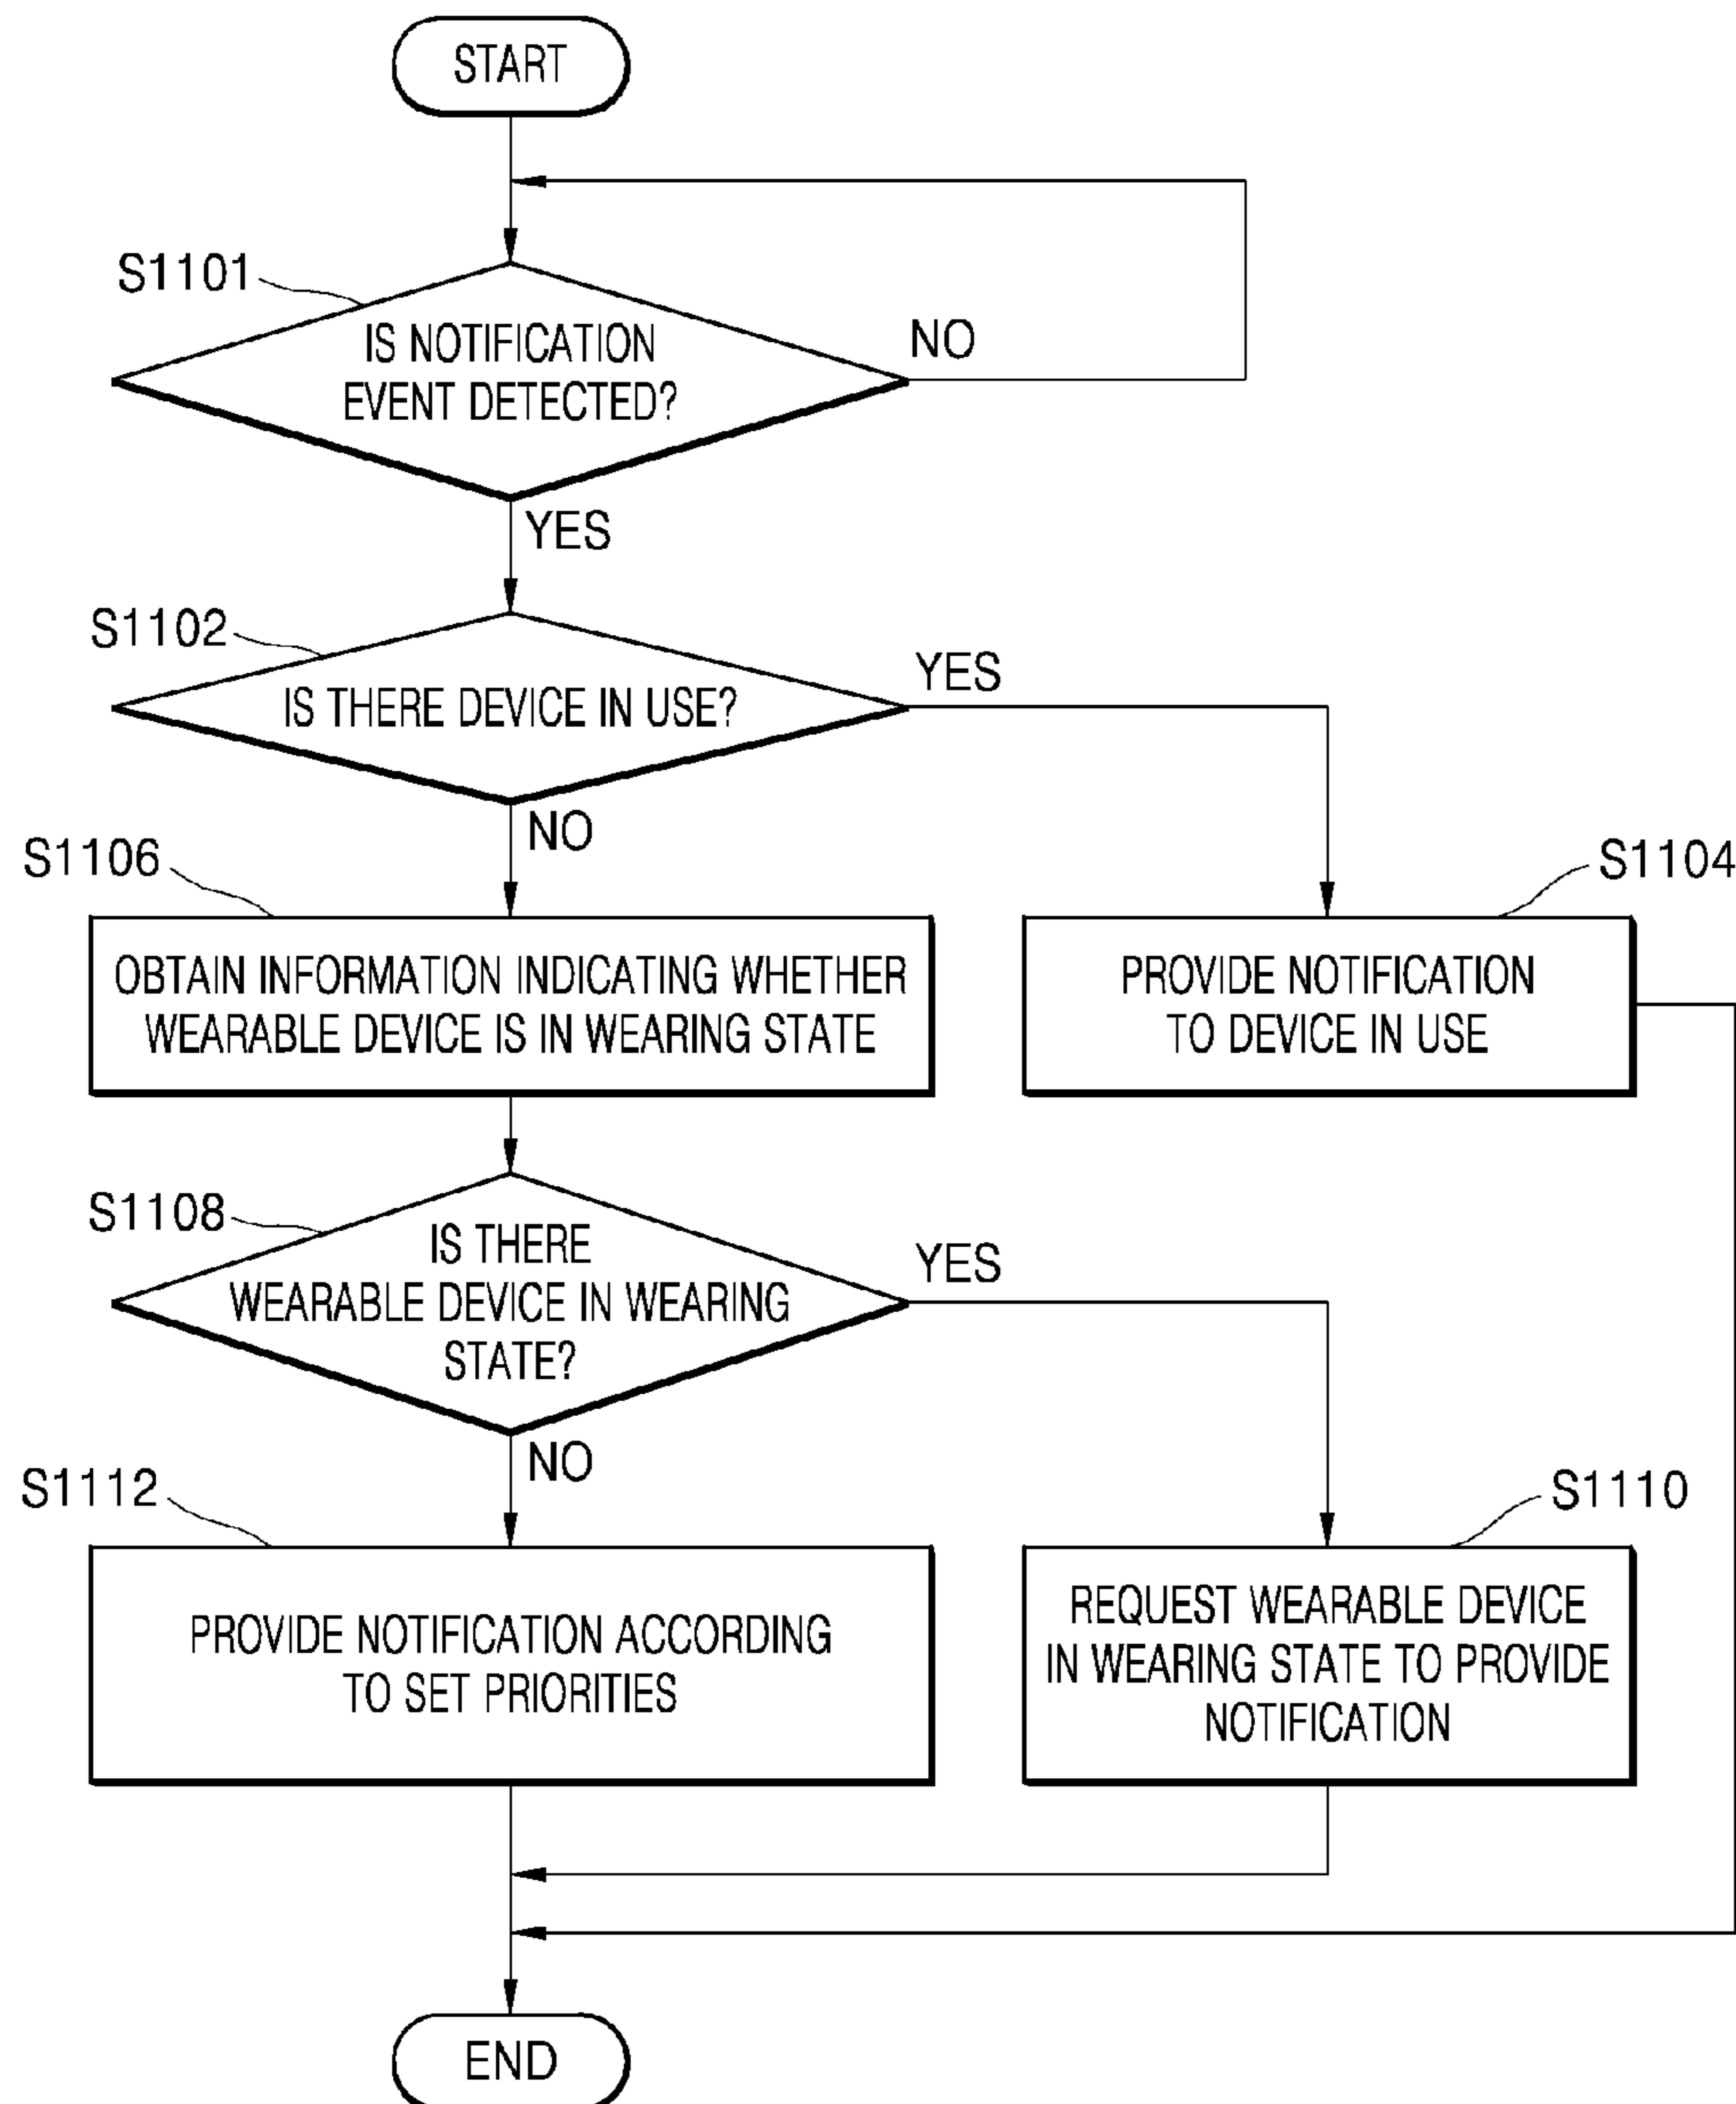 START
S1101
IS NOTIFICATION
EVENT DETECTED?
NO
YES
S1102
IS THERE DEVICE IN USE?
YES
NO
S1106
OBTAIN INFORMATION INDICATING WHETHER
WEARABLE DEVICE IS IN WEARING STATE
S1104
PROVIDE NOTIFICATION
TO DEVICE IN USE
S1108
IS THERE
WEARABLE DEVICE IN WEARING
STATE?
YES
NO
S1112
PROVIDE NOTIFICATION ACCORDING
TO SET PRIORITIES
S1110
REQUEST WEARABLE DEVICE
IN WEARING STATE TO PROVIDE
NOTIFICATION
END